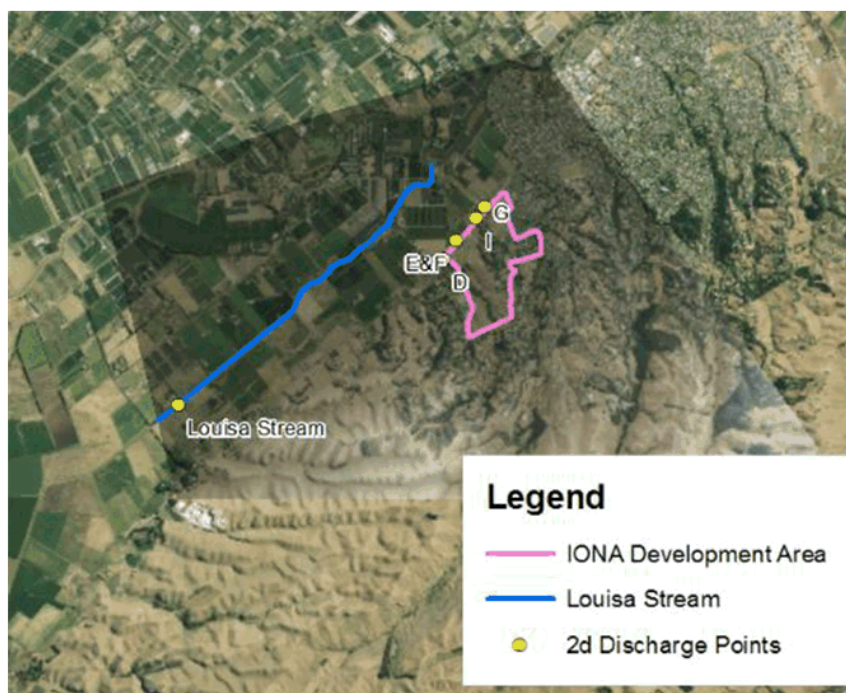 G
I
E&F
D
Louisa Stream
Legend
IONA Development Area
Louisa Stream
2d Discharge Points